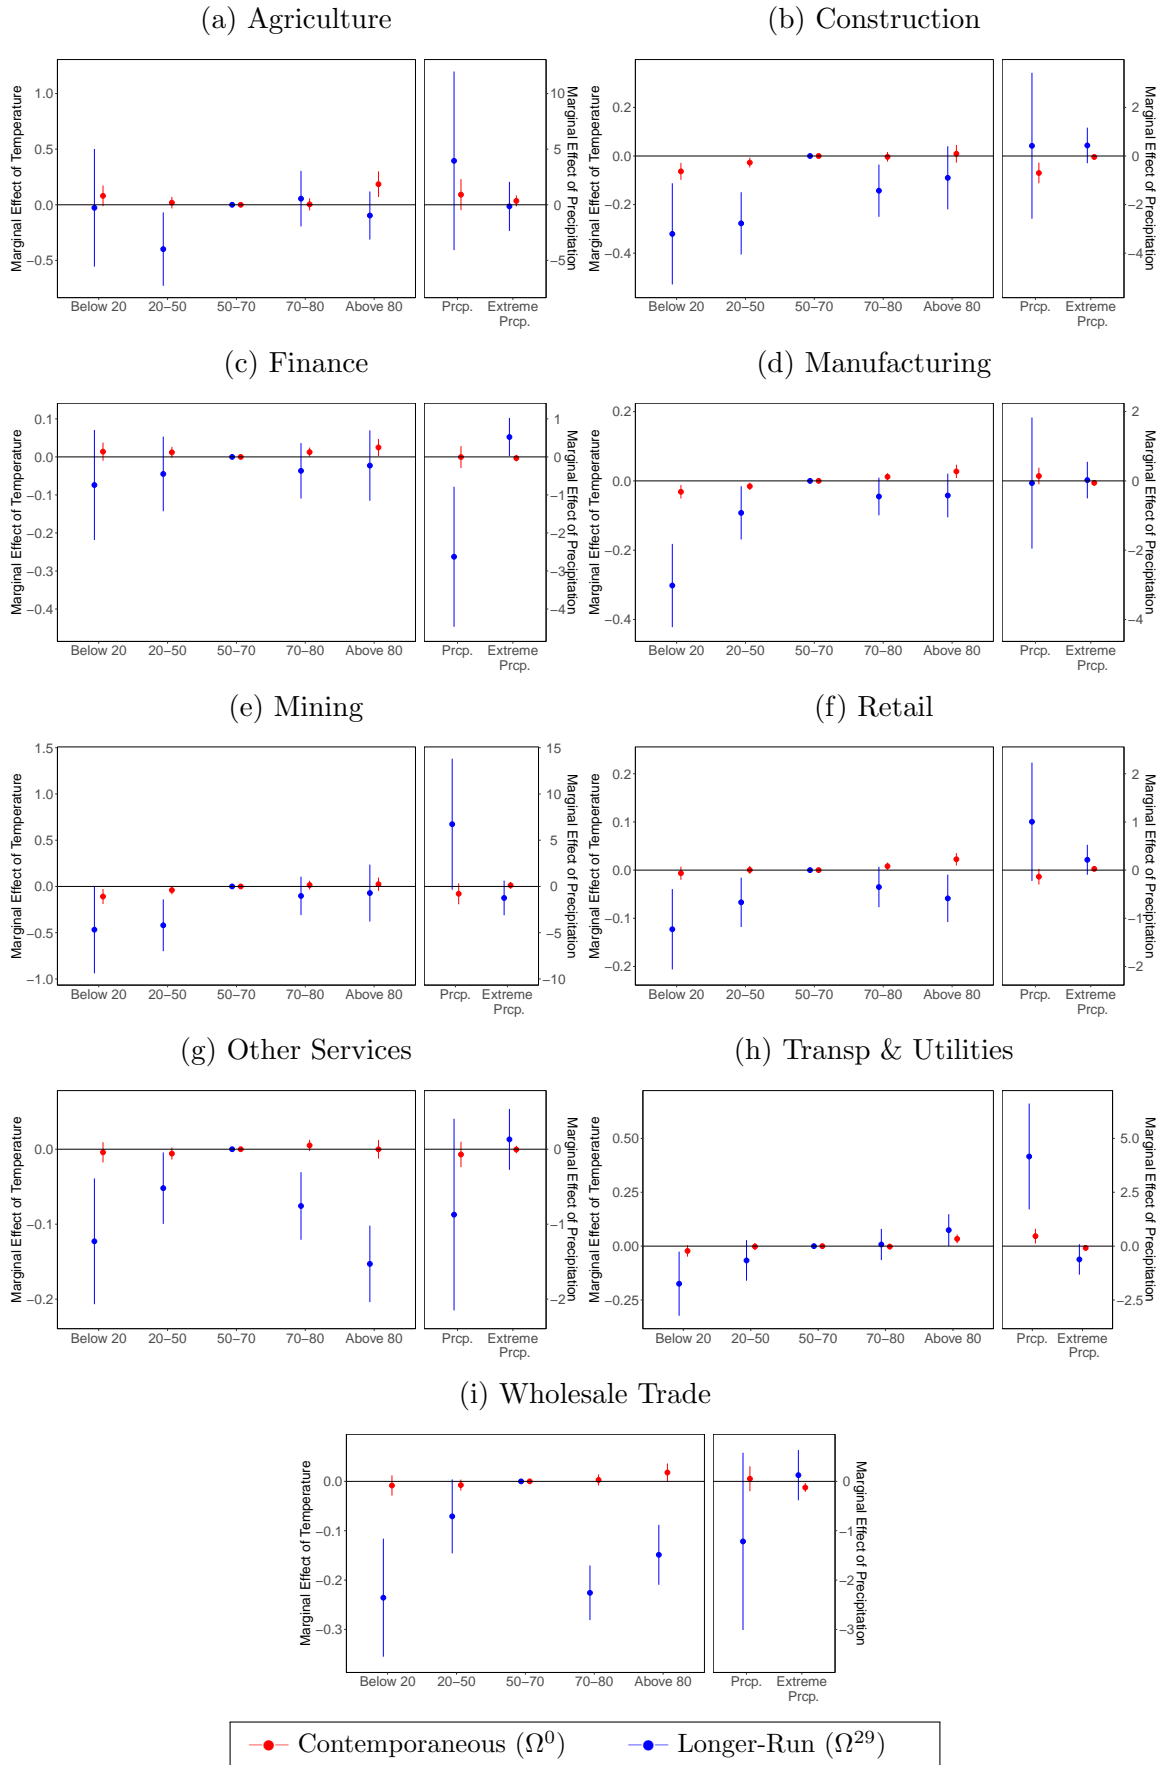 (a) Agriculture
Marginal Effect of Temperature
1.0
0.5
0.0
−0.5
Below 20 20−50 50−70 70−80 Above 80
Prcp. Extreme
Prcp.
10
5
0
−5
Marginal Effect of Precipitation
(b) Construction
Marginal Effect of Temperature
0.2
0.0
−0.2
−0.4
Below 20 20−50 50−70 70−80 Above 80
Prcp. Extreme
Prcp.
2
0
−2
−4
Marginal Effect of Precipitation
(c) Finance
Marginal Effect of Temperature
0.1
0.0
−0.1
−0.2
−0.3
−0.4
Below 20 20−50 50−70 70−80 Above 80
Prcp. Extreme
Prcp.
1
0
−1
−2
−3
−4
Marginal Effect of Precipitation
(d) Manufacturing
Marginal Effect of Temperature
0.2
0.0
−0.2
−0.4
Below 20 20−50 50−70 70−80 Above 80
Prcp. Extreme
Prcp.
2
0
−2
−4
Marginal Effect of Precipitation
(e) Mining
Marginal Effect of Temperature
1.5
1.0
0.5
0.0
−0.5
−1.0
Below 20 20−50 50−70 70−80 Above 80
Prcp. Extreme
Prcp.
15
10
5
0
−5
−10
Marginal Effect of Precipitation
(f) Retail
Marginal Effect of Temperature
0.2
0.1
0.0
−0.1
−0.2
Below 20 20−50 50−70 70−80 Above 80
Prcp. Extreme
Prcp.
2
1
0
−1
−2
Marginal Effect of Precipitation
(g) Other Services
Marginal Effect of Temperature
0.0
−0.1
−0.2
Below 20 20−50 50−70 70−80 Above 80
Prcp. Extreme
Prcp.
0
−1
−2
Marginal Effect of Precipitation
(h) Transp & Utilities
Marginal Effect of Temperature
0.50
0.25
0.00
−0.25
Below 20 20−50 50−70 70−80 Above 80
Prcp. Extreme
Prcp.
5.0
2.5
0.0
−2.5
Marginal Effect of Precipitation
(i) Wholesale Trade
Marginal Effect of Temperature
0.0
−0.1
−0.2
−0.3
Below 20 20−50 50−70 70−80 Above 80
Prcp. Extreme
Prcp.
0
−1
−2
−3
Marginal Effect of Precipitation
Contemporaneous (Ω⁰) Longer-Run (Ω²⁹)